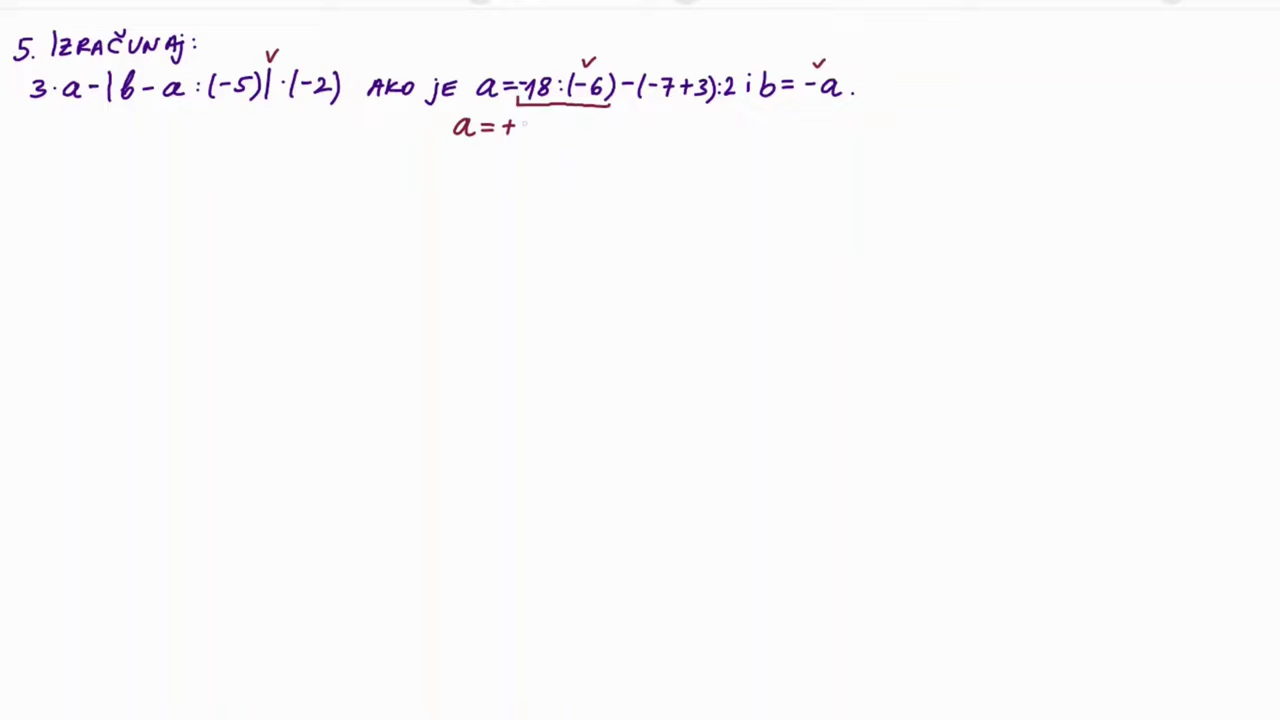 5. IZRAČUNAJ:
3·a-|b-a:(-5)|·(-2) AKO JE a=-18:(-6)-(-7+3):2 i b=-a.
a=+